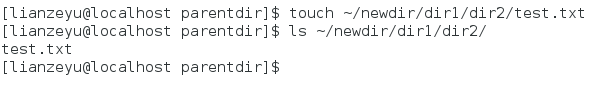 [lianzeyu@localhost parentdir]$ touch ~/newdir/dir1/dir2/test.txt
[lianzeyu@localhost parentdir]$ ls ~/newdir/dir1/dir2/
test.txt
[lianzeyu@localhost parentdir]$